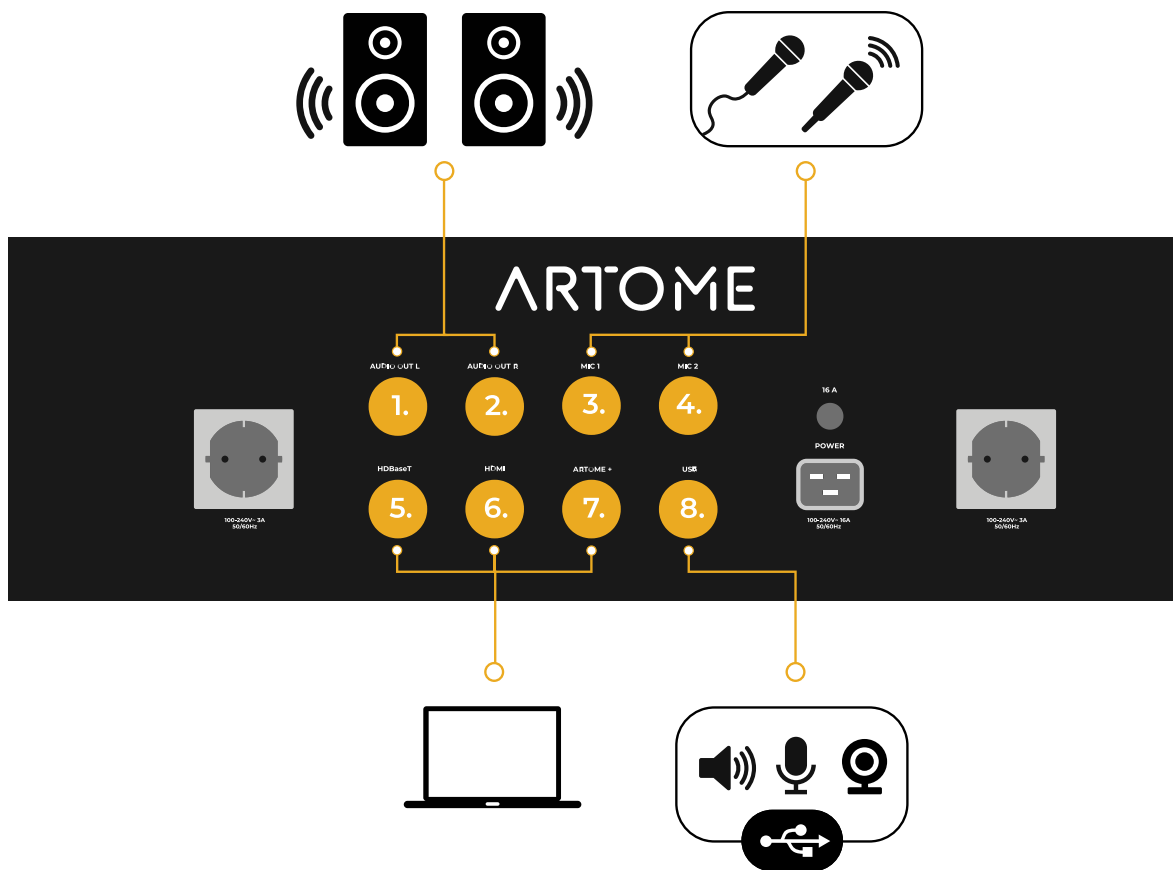 ARTOME
AUDIO OUT L
AUDIO OUT R
MIC 1
MIC 2
1.
2.
3.
4.
16 A
POWER
HDBaseT
HDMI
ARTOME +
USB
5.
6.
7.
8.
100-240V~ 3A
50/60Hz
100-240V~ 16A
50/60Hz
100-240V~ 3A
50/60Hz